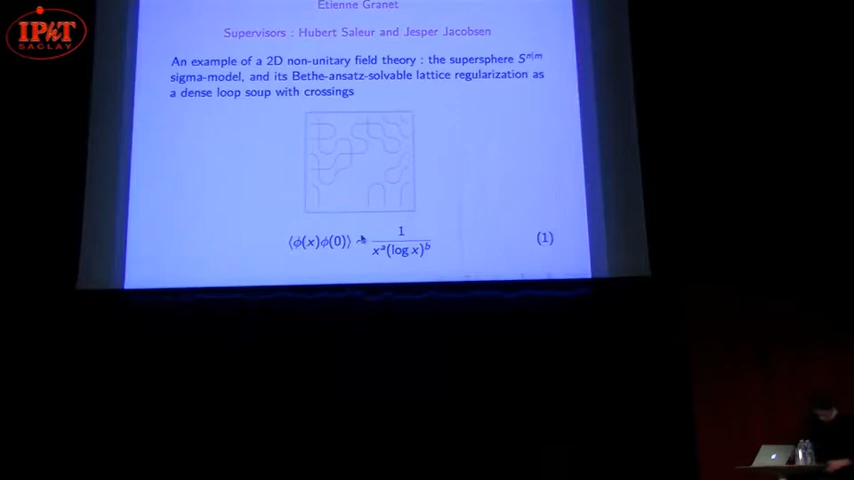 IPhT
SACLAY
Etienne Granet
Supervisors : Hubert Saleur and Jesper Jacobsen
An example of a 2D non-unitary field theory : the supersphere S^{n|m}
sigma-model, and its Bethe-ansatz-solvable lattice regularization as
a dense loop soup with crossings
⟨ϕ(x)ϕ(0)⟩ ~ 1 / x^a(log x)^b (1)